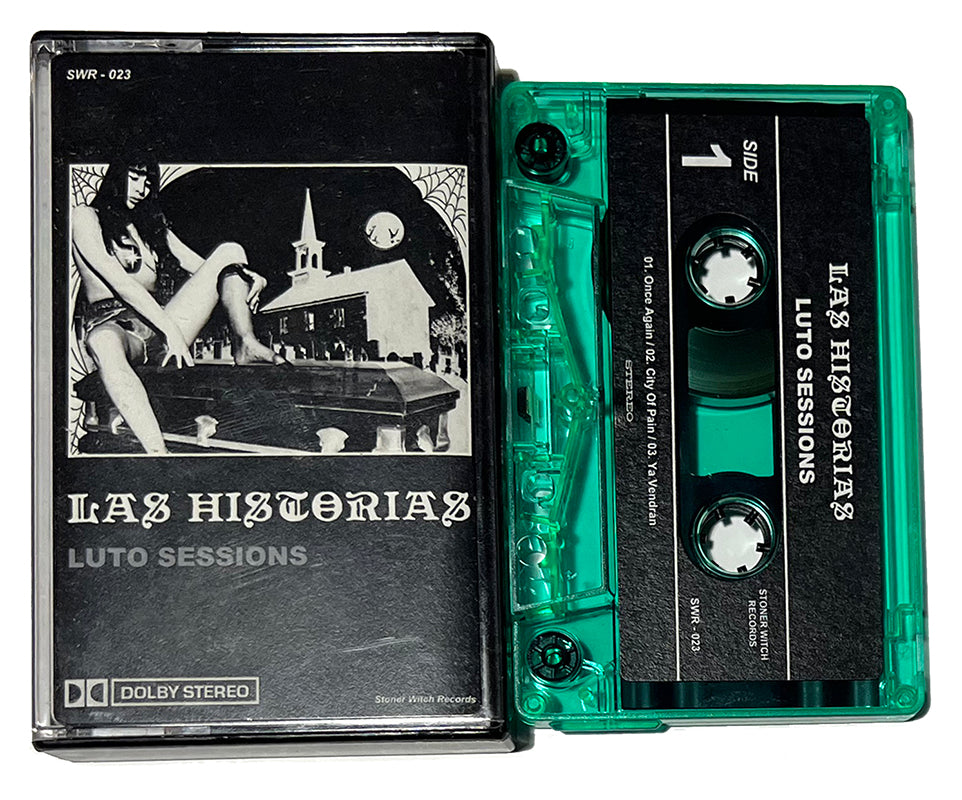 SWR - 023
LAS HISTORIAS
LUTO SESSIONS
DOLBY STEREO
Stoner Witch Records
SIDE
1
LAS HISTORIAS
LUTO SESSIONS
01. Once Again / 02. City Of Pain / 03. Ya Vendrán
STEREO
STONER WITCH
RECORDS
SWR - 023